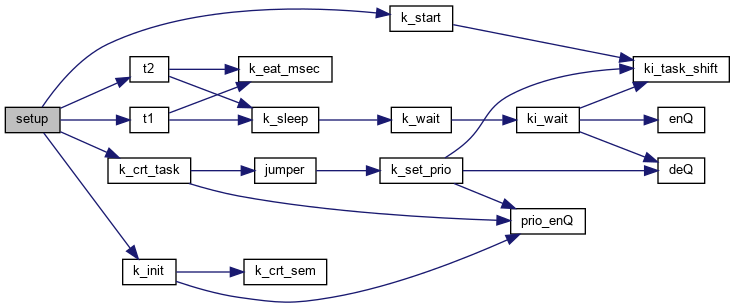 k_start
t2
k_eat_msec
ki_task_shift
setup
t1
k_sleep
k_wait
ki_wait
enQ
k_crt_task
jumper
k_set_prio
deQ
prio_enQ
k_init
k_crt_sem